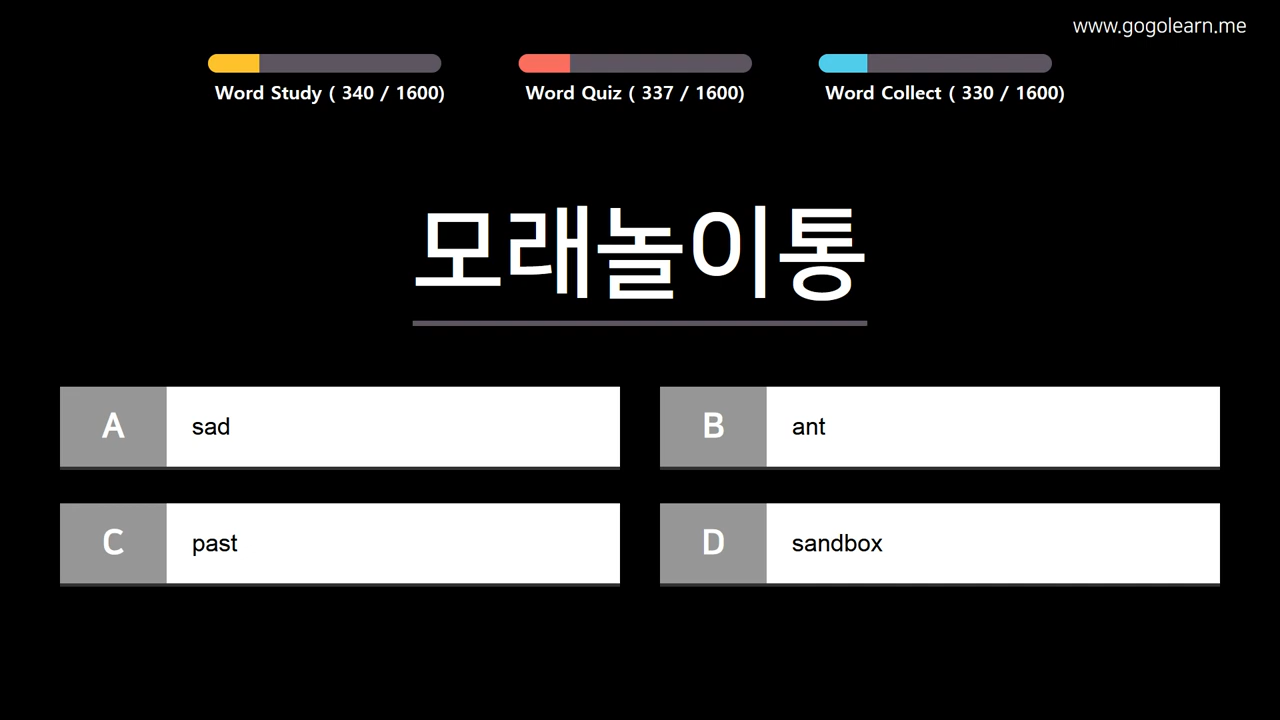 www.gogolearn.me
Word Study ( 340 / 1600)
Word Quiz ( 337 / 1600)
Word Collect ( 330 / 1600)
모래놀이통
A sad
B ant
C past
D sandbox